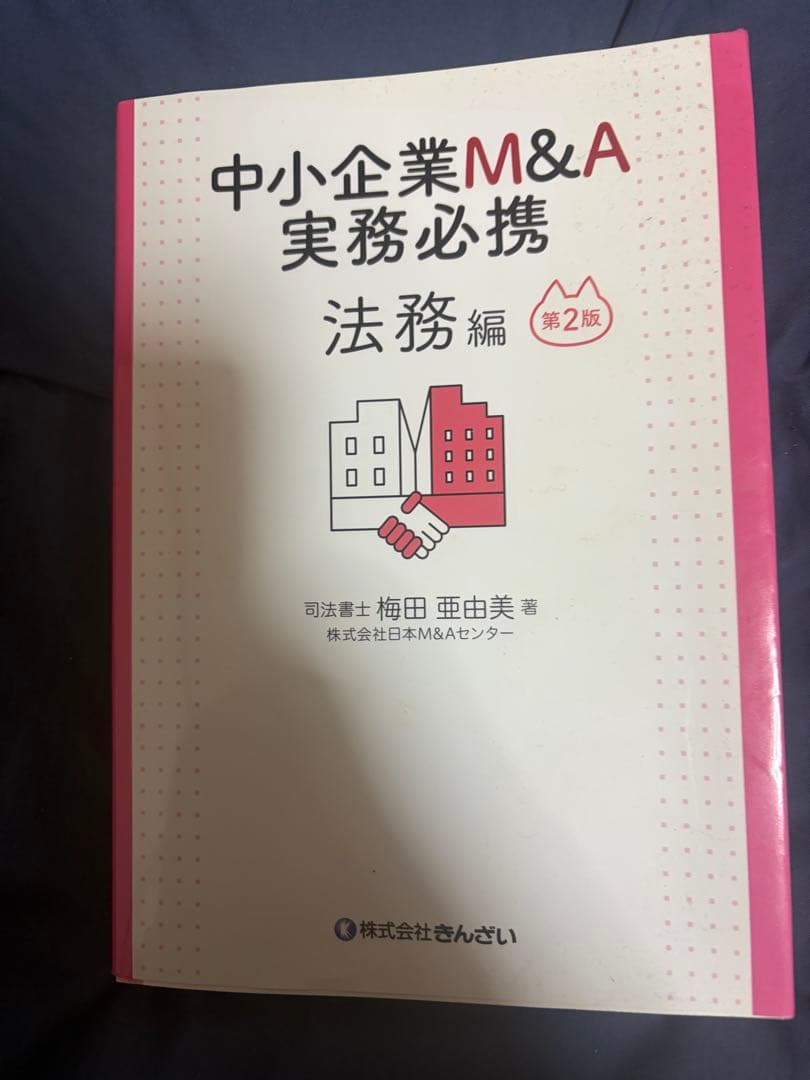 中小企業M&A
実務必携
法務編
第2版
司法書士 梅田 亜由美 著
株式会社日本M&Aセンター
株式会社きんざい